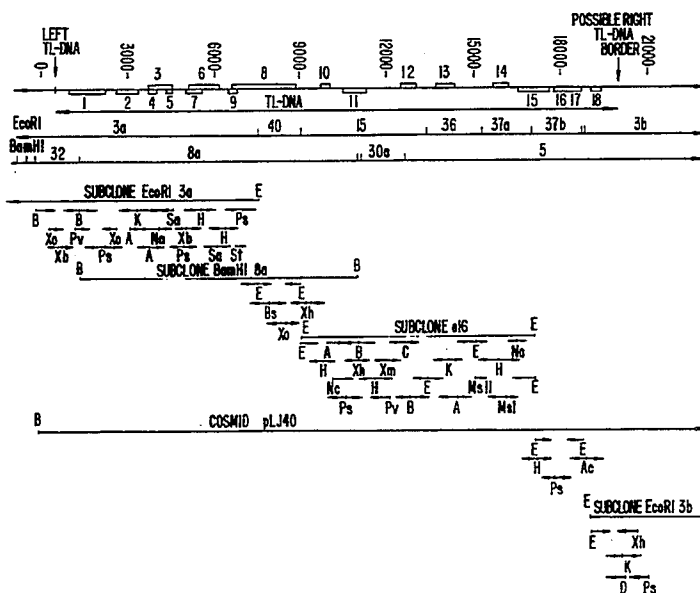 LEFT TL-DNA
POSSIBLE RIGHT TL-DNA BORDER
0 3000 6000 9000 12000 15000 18000 21000
3 6 8 10 12 13 14
1 2 4 5 7 9 11 15 16 17 18
TL-DNA
EcoRI 3a 40 15 36 37a 37b 3b
BamHI 32 8a 30a 5
SUBCLONE EcoRI 3a E
B B K Sa H Ps
Xo Pv Xo A Na Xb H
Xb Ps A Ps Sa St
B SUBCLONE BamHI 8a B
E E
Bs Xh
Xo
E SUBCLONE e16 E
E A B C E Na
H Xh Xm K H
Nc H E MsII E
Ps Pv B A MsI
B COSMID pLJ40
E E
H Ac
Ps
E SUBCLONE EcoRI 3b
E Xh
K
D Ps